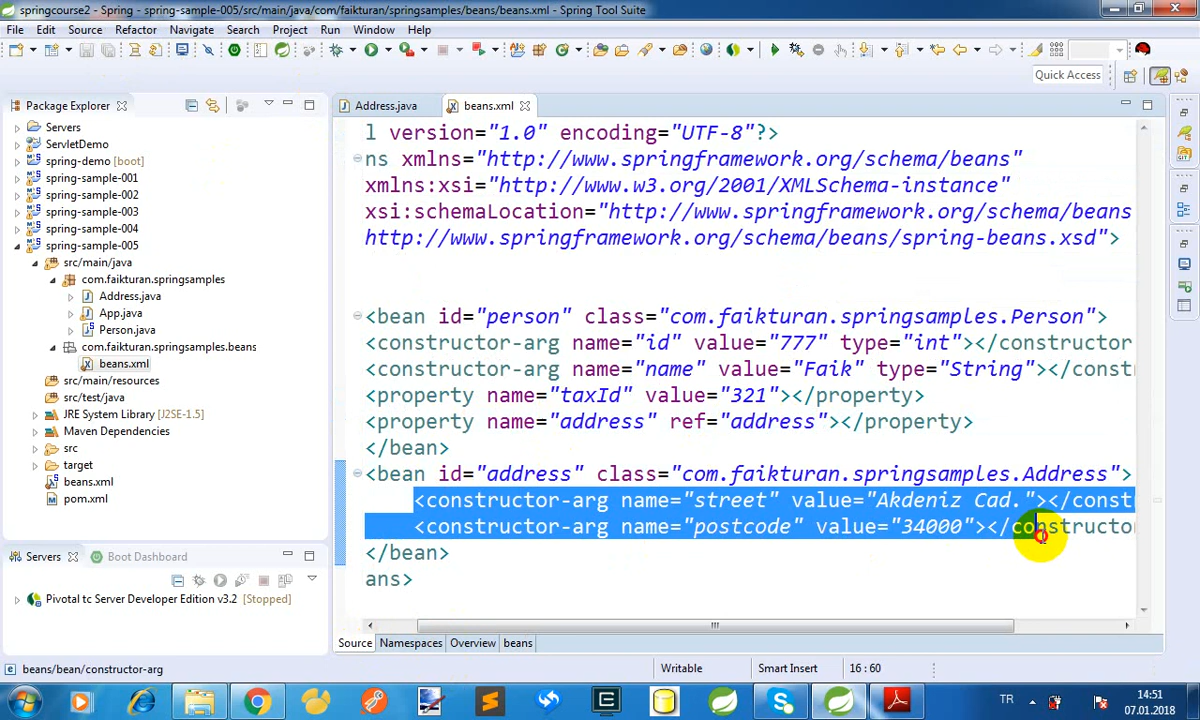 springcourse2 - Spring - spring-sample-005/src/main/java/com/faikturan/springsamples/beans/beans.xml - Spring Tool Suite
File Edit Source Refactor Navigate Search Project Run Window Help
Quick Access
Package Explorer
Servers
ServletDemo
spring-demo [boot]
spring-sample-001
spring-sample-002
spring-sample-003
spring-sample-004
spring-sample-005
src/main/java
com.faikturan.springsamples
Address.java
App.java
Person.java
com.faikturan.springsamples.beans
beans.xml
src/main/resources
src/test/java
JRE System Library [J2SE-1.5]
Maven Dependencies
src
target
beans.xml
pom.xml
Servers Boot Dashboard
Pivotal tc Server Developer Edition v3.2 [Stopped]
Address.java beans.xml
l version="1.0" encoding="UTF-8"?>
ns xmlns="http://www.springframework.org/schema/beans"
xmlns:xsi="http://www.w3.org/2001/XMLSchema-instance"
xsi:schemaLocation="http://www.springframework.org/schema/beans
http://www.springframework.org/schema/beans/spring-beans.xsd">
<bean id="person" class="com.faikturan.springsamples.Person">
<constructor-arg name="id" value="777" type="int"></constructor
<constructor-arg name="name" value="Faik" type="String"></const
<property name="taxId" value="321"></property>
<property name="address" ref="address"></property>
</bean>
<bean id="address" class="com.faikturan.springsamples.Address">
<constructor-arg name="street" value="Akdeniz Cad."></const
<constructor-arg name="postcode" value="34000"></constructo
</bean>
ans>
Source Namespaces Overview beans
beans/bean/constructor-arg
Writable Smart Insert 16 : 60
TR
14:51
07.01.2018